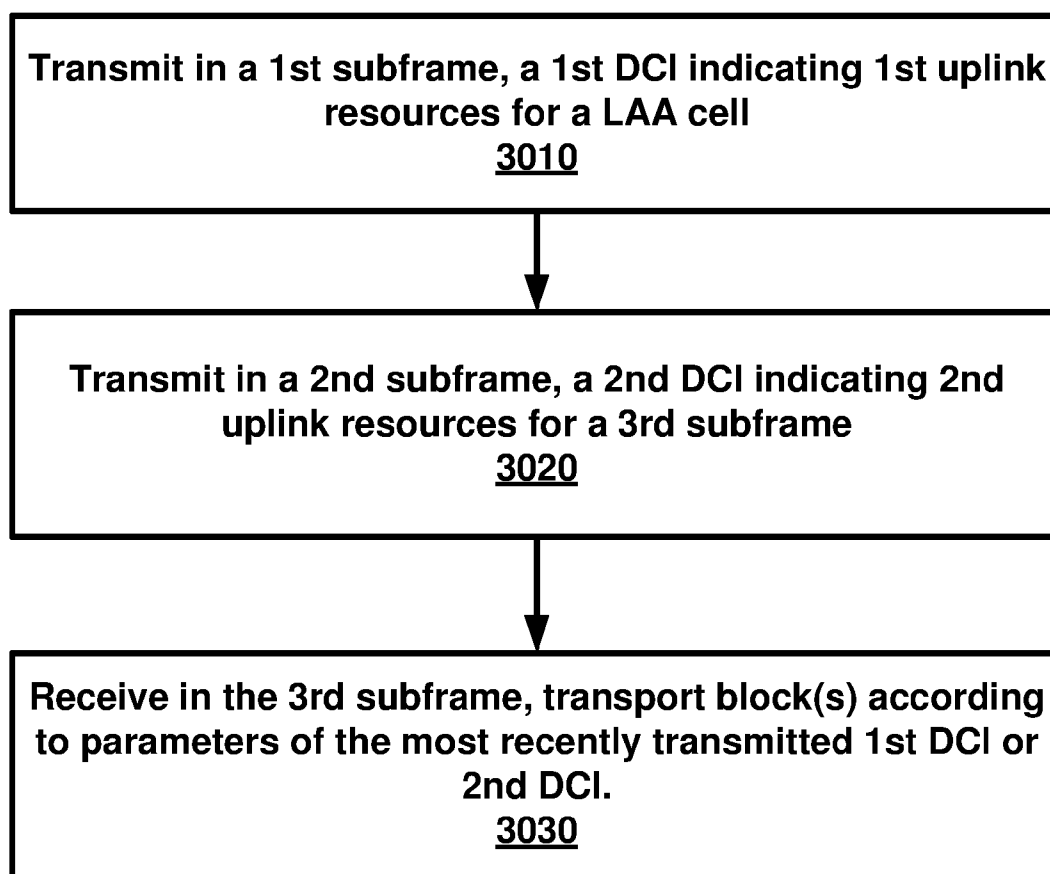 Transmit in a 1st subframe, a 1st DCI indicating 1st uplink
resources for a LAA cell
3010
Transmit in a 2nd subframe, a 2nd DCI indicating 2nd
uplink resources for a 3rd subframe
3020
Receive in the 3rd subframe, transport block(s) according
to parameters of the most recently transmitted 1st DCI or
2nd DCI.
3030